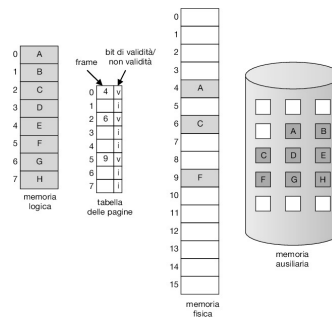 0 A
1 B
2 C
3 D
4 E
5 F
6 G
7 H
memoria
logica
frame
bit di validità/
non validità
0 4 v
1 i
2 6 v
3 i
4 i
5 9 v
6 i
7 i
tabella
delle pagine
0
1
2
3
4 A
5
6 C
7
8
9 F
10
11
12
13
14
15
memoria
fisica
A B
C D E
F G H
memoria
ausiliaria